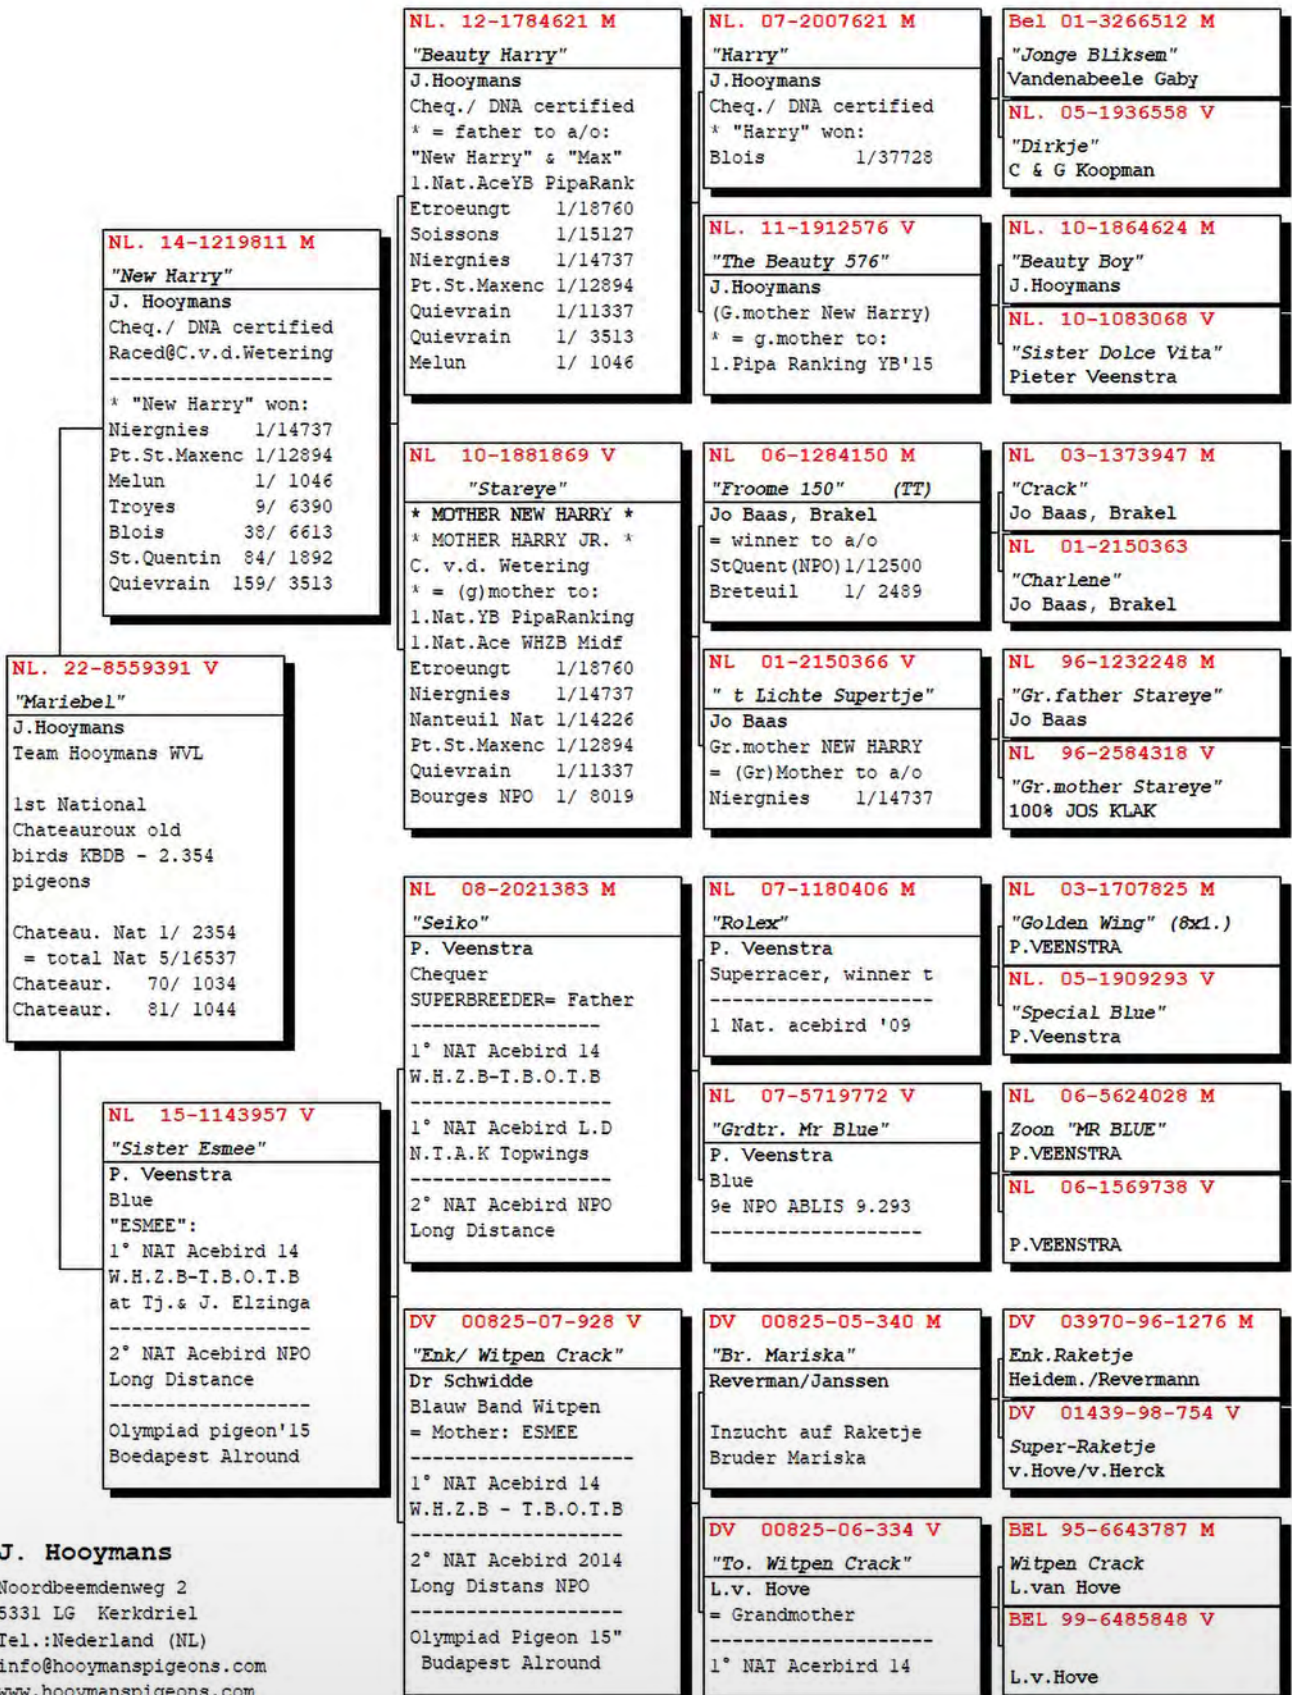 NL. 22-8559391 V
"Mariebel"
J.Hooymans
Team Hooymans WVL
1st National
Chateauroux old
birds KBDB - 2.354
pigeons
Chateau. Nat 1/ 2354
= total Nat 5/16537
Chateaur. 70/ 1034
Chateaur. 81/ 1044
NL. 14-1219811 M
"New Harry"
J. Hooymans
Cheq./ DNA certified
Raced@C.v.d.Wetering
--------------------
* "New Harry" won:
Niergnies 1/14737
Pt.St.Maxenc 1/12894
Melun 1/ 1046
Troyes 9/ 6390
Blois 38/ 6613
St.Quentin 84/ 1892
Quievrain 159/ 3513
NL 15-1143957 V
"Sister Esmee"
P. Veenstra
Blue
"ESMEE":
1° NAT Acebird 14
W.H.Z.B-T.B.O.T.B
at Tj.& J. Elzinga
------------------
2° NAT Acebird NPO
Long Distance
------------------
Olympiad pigeon'15
Boedapest Alround
NL. 12-1784621 M
"Beauty Harry"
J.Hooymans
Cheq./ DNA certified
* = father to a/o:
"New Harry" & "Max"
1.Nat.AceYB PipaRank
Etroeungt 1/18760
Soissons 1/15127
Niergnies 1/14737
Pt.St.Maxenc 1/12894
Quievrain 1/11337
Quievrain 1/ 3513
Melun 1/ 1046
NL 10-1881869 V
"Stareye"
* MOTHER NEW HARRY *
* MOTHER HARRY JR. *
C. v.d. Wetering
* = (g)mother to:
1.Nat.YB PipaRanking
1.Nat.Ace WHZB Midf
Etroeungt 1/18760
Niergnies 1/14737
Nanteuil Nat 1/14226
Pt.St.Maxenc 1/12894
Quievrain 1/11337
Bourges NPO 1/ 8019
NL 08-2021383 M
"Seiko"
P. Veenstra
Chequer
SUPERBREEDER= Father
-----------------
1° NAT Acebird 14
W.H.Z.B-T.B.O.T.B
------------------
1° NAT Acebird L.D
N.T.A.K Topwings
------------------
2° NAT Acebird NPO
Long Distance
DV 00825-07-928 V
"Enk/ Witpen Crack"
Dr Schwidde
Blauw Band Witpen
= Mother: ESMEE
--------------------
1° NAT Acebird 14
W.H.Z.B - T.B.O.T.B
-------------------
2° NAT Acebird 2014
Long Distans NPO
-------------------
Olympiad Pigeon 15"
Budapest Alround
NL. 07-2007621 M
"Harry"
J.Hooymans
Cheq./ DNA certified
* "Harry" won:
Blois 1/37728
NL. 11-1912576 V
"The Beauty 576"
J.Hooymans
(G.mother New Harry)
* = g.mother to:
1.Pipa Ranking YB'15
NL 06-1284150 M
"Froome 150" (TT)
Jo Baas, Brakel
= winner to a/o
StQuent(NPO)1/12500
Breteuil 1/ 2489
NL 01-2150366 V
" t Lichte Supertje"
Jo Baas
Gr.mother NEW HARRY
= (Gr)Mother to a/o
Niergnies 1/14737
NL 07-1180406 M
"Rolex"
P. Veenstra
Superracer, winner t
--------------------
1 Nat. acebird '09
NL 07-5719772 V
"Grdtr. Mr Blue"
P. Veenstra
Blue
9e NPO ABLIS 9.293
-------------------
DV 00825-05-340 M
"Br. Mariska"
Reverman/Janssen
Inzucht auf Raketje
Bruder Mariska
DV 00825-06-334 V
"To. Witpen Crack"
L.v. Hove
= Grandmother
--------------------
1° NAT Acerbird 14
Bel 01-3266512 M
"Jonge Bliksem"
Vandenabeele Gaby
NL. 05-1936558 V
"Dirkje"
C & G Koopman
NL. 10-1864624 M
"Beauty Boy"
J.Hooymans
NL. 10-1083068 V
"Sister Dolce Vita"
Pieter Veenstra
NL 03-1373947 M
"Crack"
Jo Baas, Brakel
NL 01-2150363
"Charlene"
Jo Baas, Brakel
NL 96-1232248 M
"Gr.father Stareye"
Jo Baas
NL 96-2584318 V
"Gr.mother Stareye"
100% JOS KLAK
NL 03-1707825 M
"Golden Wing" (8x1.)
P.VEENSTRA
NL. 05-1909293 V
"Special Blue"
P.Veenstra
NL 06-5624028 M
Zoon "MR BLUE"
P.VEENSTRA
NL 06-1569738 V
P.VEENSTRA
DV 03970-96-1276 M
Enk.Raketje
Heidem./Revermann
DV 01439-98-754 V
Super-Raketje
v.Hove/v.Herck
BEL 95-6643787 M
Witpen Crack
L.van Hove
BEL 99-6485848 V
L.v.Hove
J. Hooymans
Noordbeemdenweg 2
5331 LG Kerkdriel
Tel.:Nederland (NL)
info@hooymanspigeons.com
www.hooymanspigeons.com